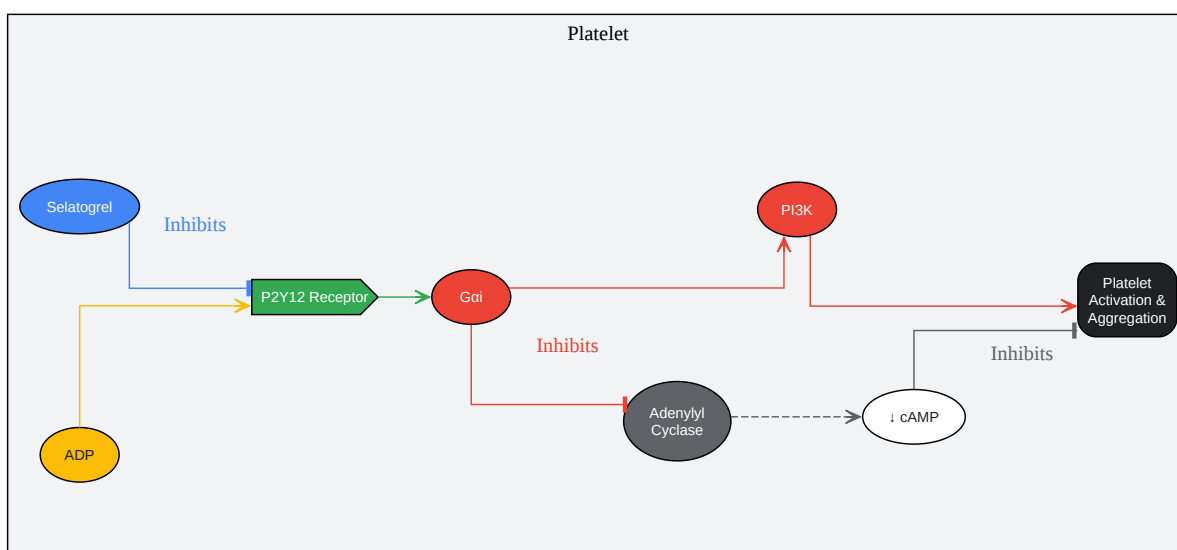 Platelet
Selatogrel
Inhibits
PI3K
P2Y12 Receptor
Gαi
Platelet
Activation &
Aggregation
Inhibits
Inhibits
Adenylyl
Cyclase
↓ cAMP
ADP